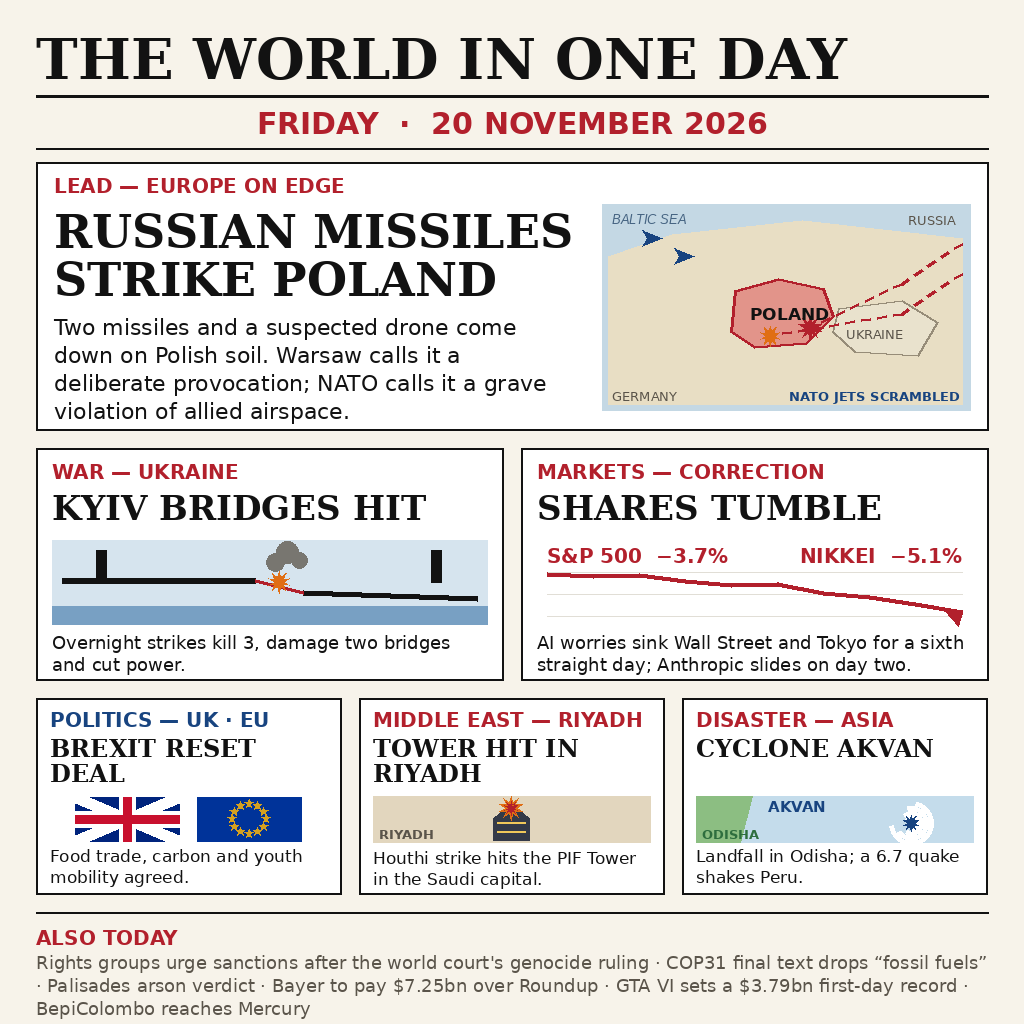 THE WORLD IN ONE DAY
FRIDAY · 20 NOVEMBER 2026
LEAD — EUROPE ON EDGE
RUSSIAN MISSILES
STRIKE POLAND
Two missiles and a suspected drone come
down on Polish soil. Warsaw calls it a
deliberate provocation; NATO calls it a grave
violation of allied airspace.
BALTIC SEA
RUSSIA
POLAND
UKRAINE
GERMANY
NATO JETS SCRAMBLED
WAR — UKRAINE
KYIV BRIDGES HIT
Overnight strikes kill 3, damage two bridges
and cut power.
MARKETS — CORRECTION
SHARES TUMBLE
S&P 500 −3.7%
NIKKEI −5.1%
AI worries sink Wall Street and Tokyo for a sixth
straight day; Anthropic slides on day two.
POLITICS — UK · EU
BREXIT RESET
DEAL
Food trade, carbon and youth
mobility agreed.
MIDDLE EAST — RIYADH
TOWER HIT IN
RIYADH
RIYADH
Houthi strike hits the PIF Tower
in the Saudi capital.
DISASTER — ASIA
CYCLONE AKVAN
AKVAN
ODISHA
Landfall in Odisha; a 6.7 quake
shakes Peru.
ALSO TODAY
Rights groups urge sanctions after the world court's genocide ruling · COP31 final text drops “fossil fuels”
· Palisades arson verdict · Bayer to pay $7.25bn over Roundup · GTA VI sets a $3.79bn first-day record ·
BepiColombo reaches Mercury